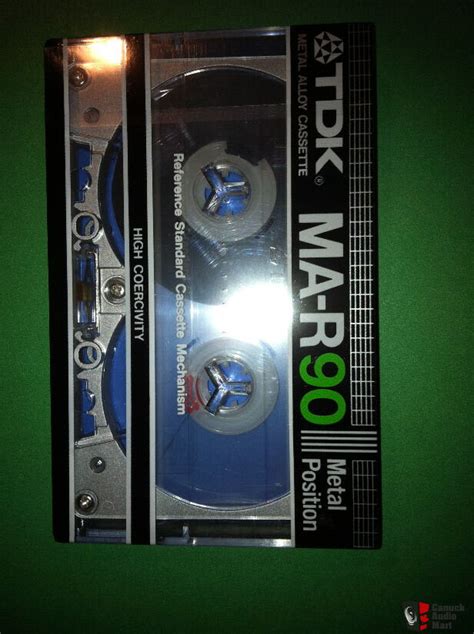 TDK® MA-R90 Metal Position
METAL ALLOY CASSETTE
Reference Standard Cassette Mechanism
HIGH COERCIVITY
Canuck
Audio
Mart